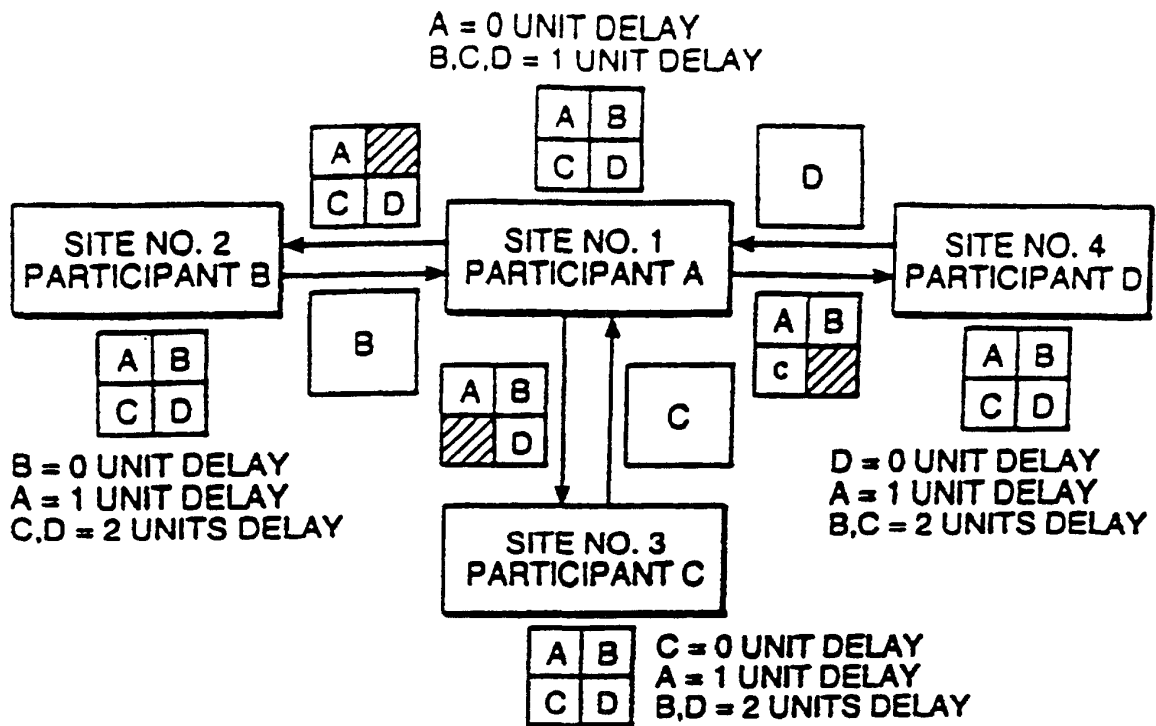 A = 0 UNIT DELAY
B,C,D = 1 UNIT DELAY
A B
C D
A
C D
D
SITE NO. 2
PARTICIPANT B
SITE NO. 1
PARTICIPANT A
SITE NO. 4
PARTICIPANT D
B
A B
c
A B
C D
A B
D
C
A B
C D
B = 0 UNIT DELAY
A = 1 UNIT DELAY
C,D = 2 UNITS DELAY
D = 0 UNIT DELAY
A = 1 UNIT DELAY
B,C = 2 UNITS DELAY
SITE NO. 3
PARTICIPANT C
A B
C D
C = 0 UNIT DELAY
A = 1 UNIT DELAY
B,D = 2 UNITS DELAY